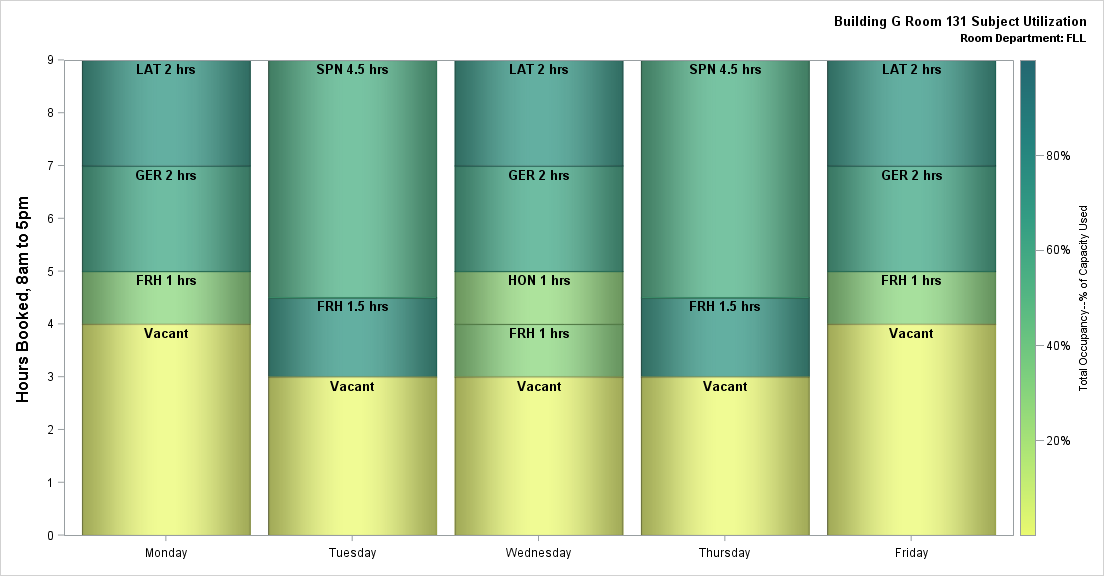 Building G Room 131 Subject Utilization
Room Department: FLL
Hours Booked, 8am to 5pm
9
8
7
6
5
4
3
2
1
0
LAT 2 hrs
GER 2 hrs
FRH 1 hrs
Vacant
Monday
SPN 4.5 hrs
FRH 1.5 hrs
Vacant
Tuesday
LAT 2 hrs
GER 2 hrs
HON 1 hrs
FRH 1 hrs
Vacant
Wednesday
SPN 4.5 hrs
FRH 1.5 hrs
Vacant
Thursday
LAT 2 hrs
GER 2 hrs
FRH 1 hrs
Vacant
Friday
80%
60%
40%
20%
Total Occupancy--% of Capacity Used